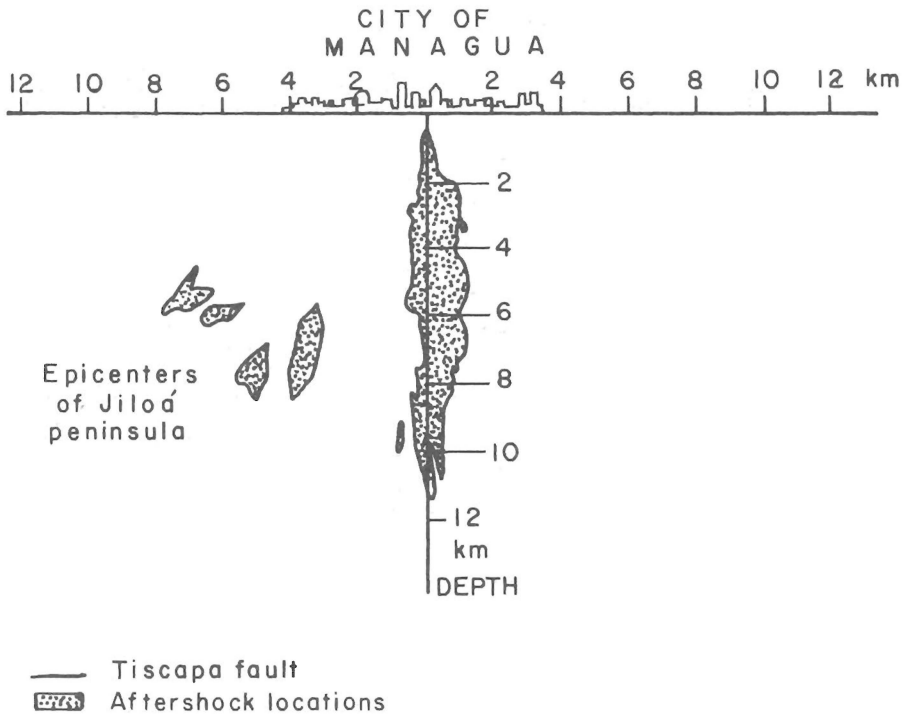 CITY OF
MANAGUA
12 10 8 6 4 2 0 2 4 6 8 10 12 km
2
4
6
8
10
12
km
DEPTH
Epicenters
of Jiloá
peninsula
Tiscapa fault
Aftershock locations